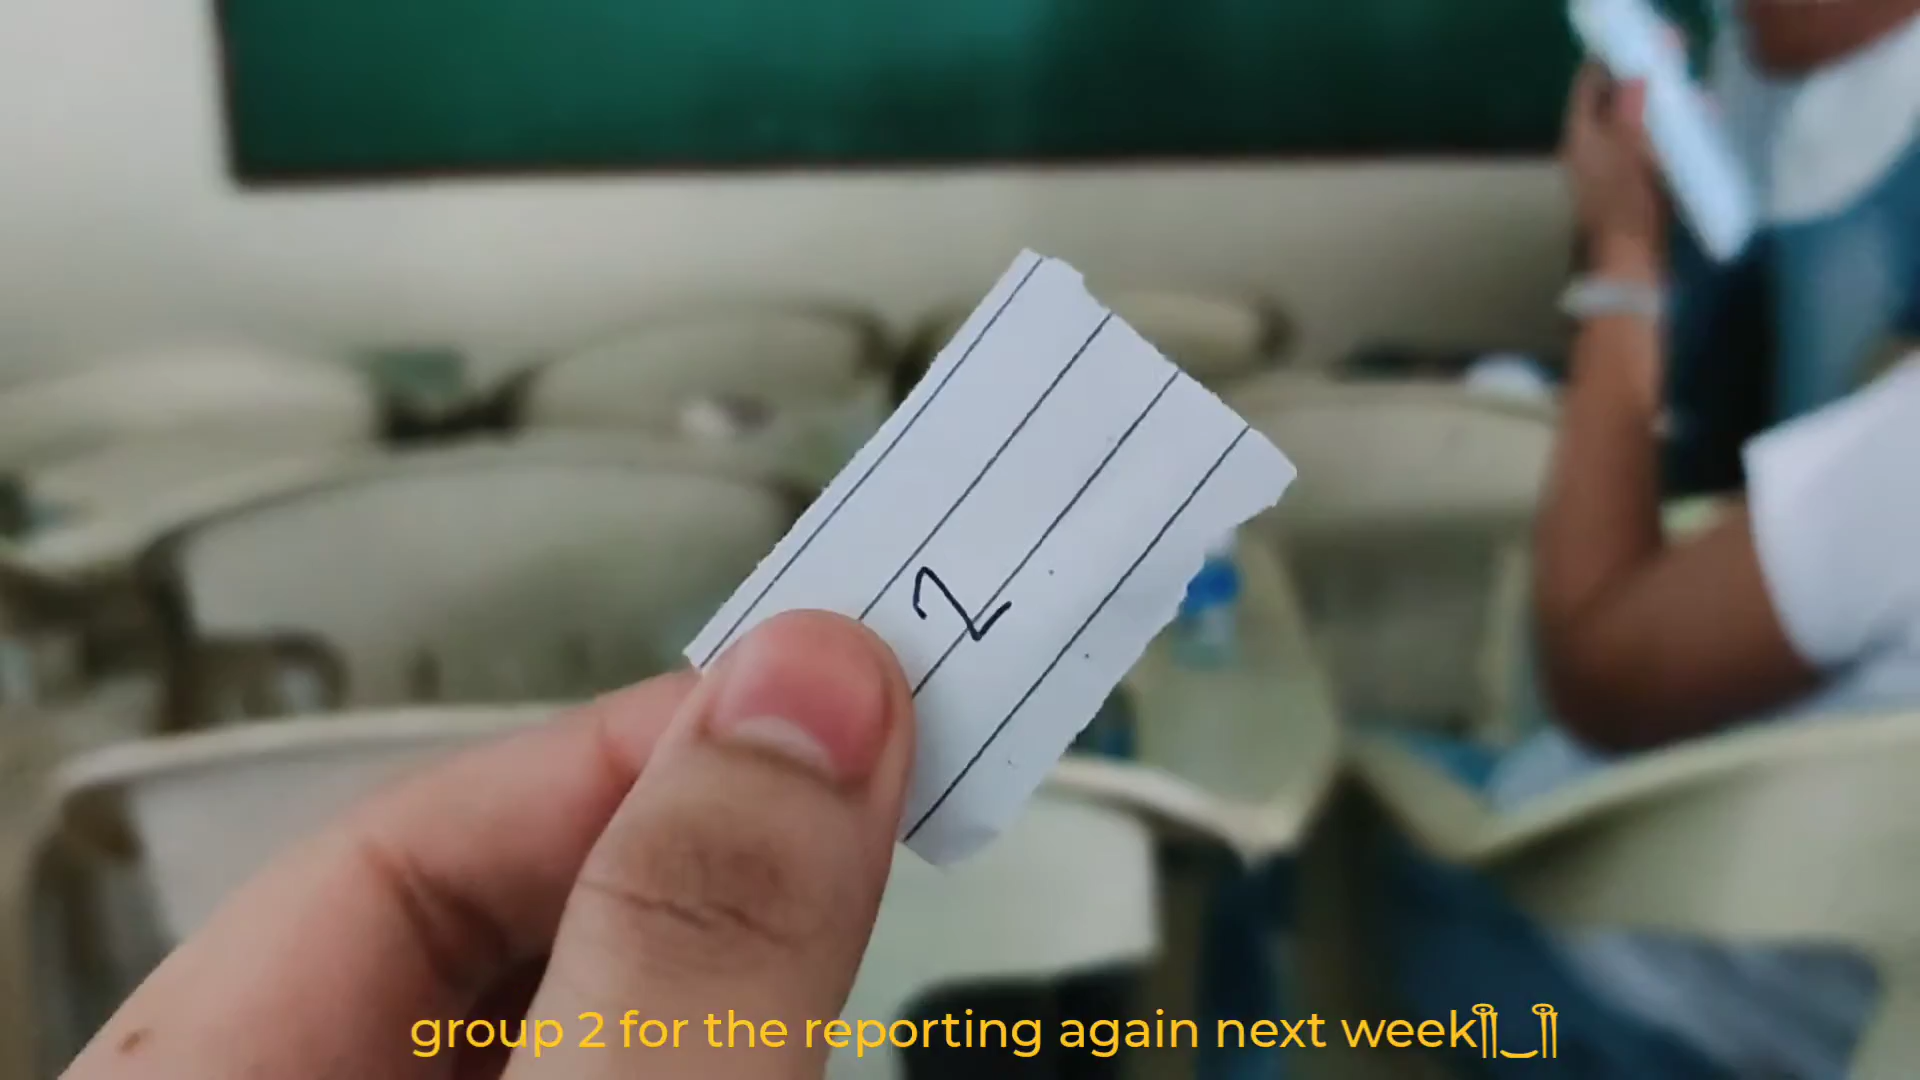 2
group 2 for the reporting again next week༎ຶ‿༎ຶ